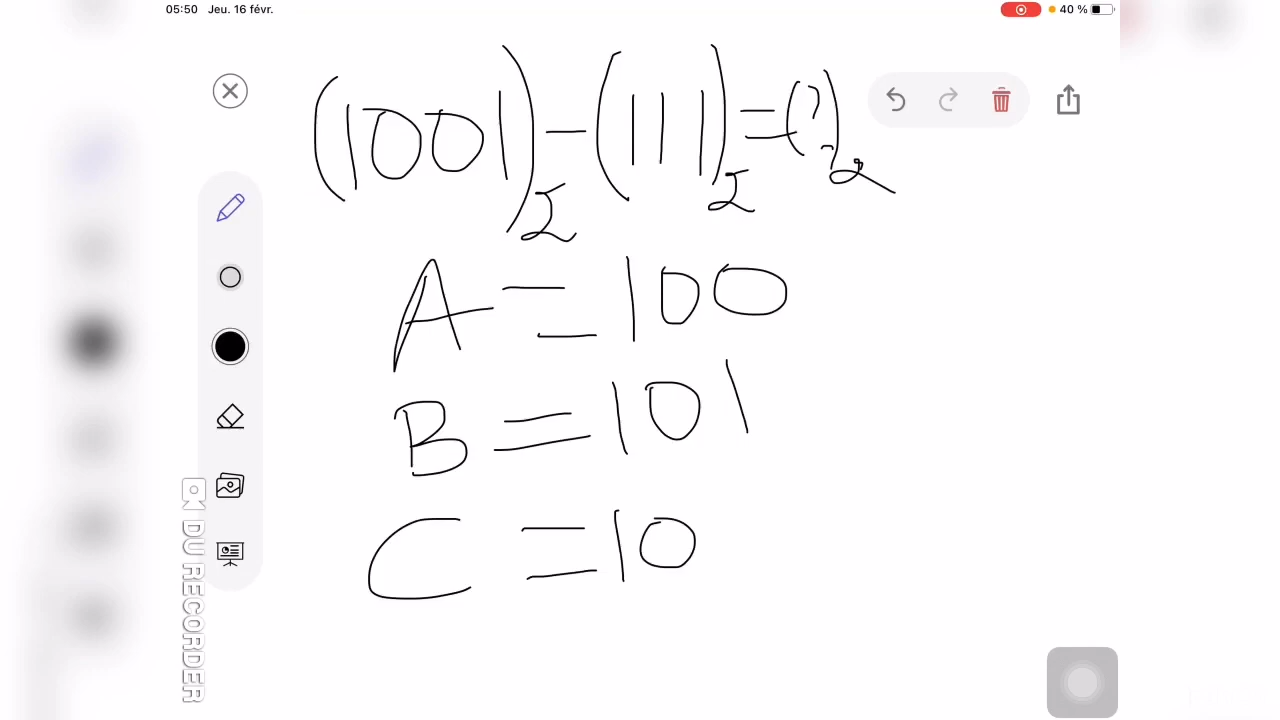 05:50 Jeu. 16 févr. 40 %
(1001)2 - (111)2 = (?)2
A = 100
B = 101
C = 10
DU RECORDER